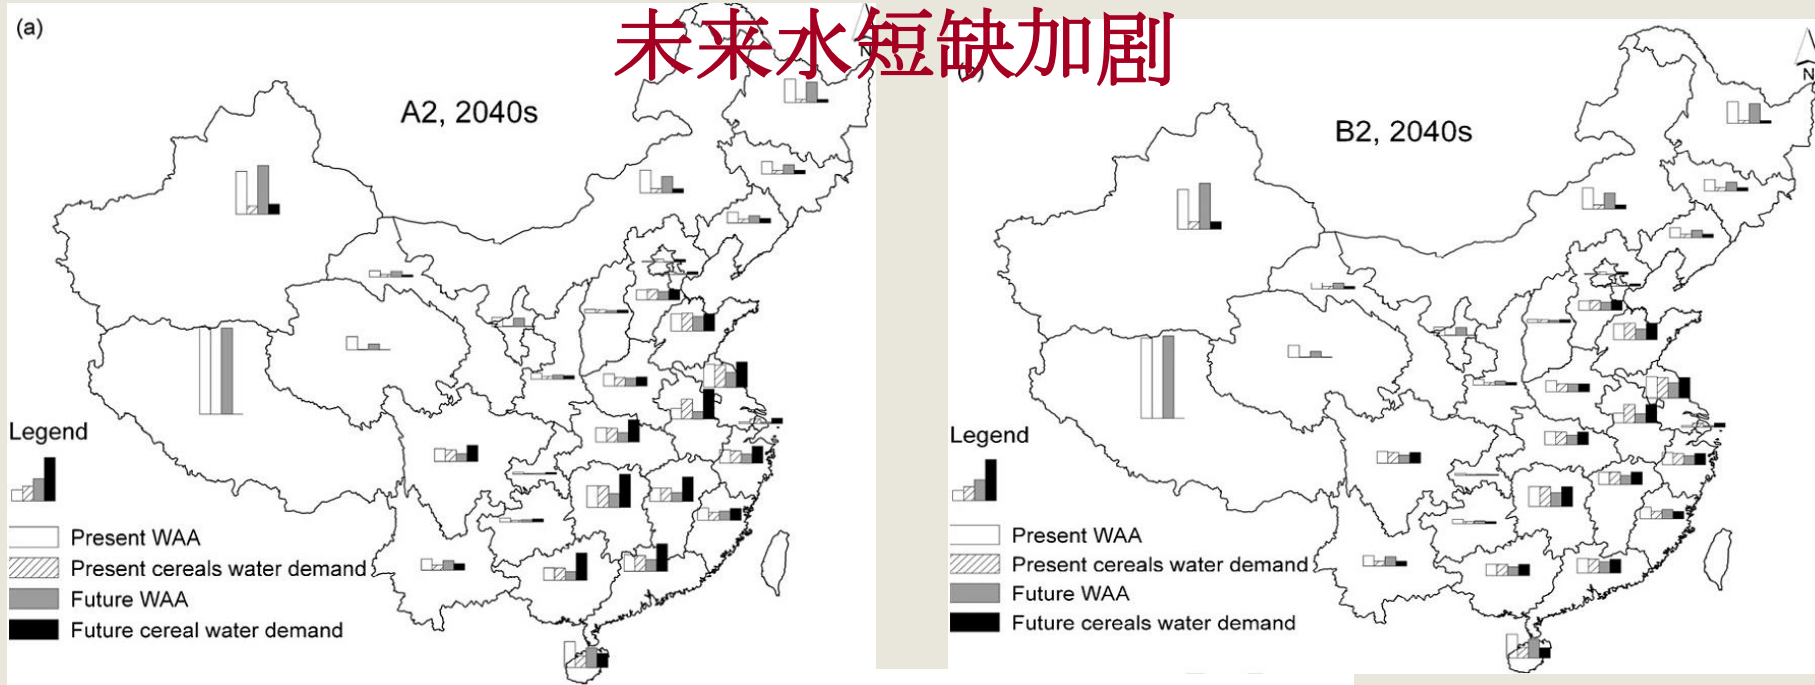 未来水短缺加剧
(a)
N
A2, 2040s
Legend
Present WAA
Present cereals water demand
Future WAA
Future cereal water demand
N
B2, 2040s
Legend
Present WAA
Present cereals water demand
Future WAA
Future cereals water demand